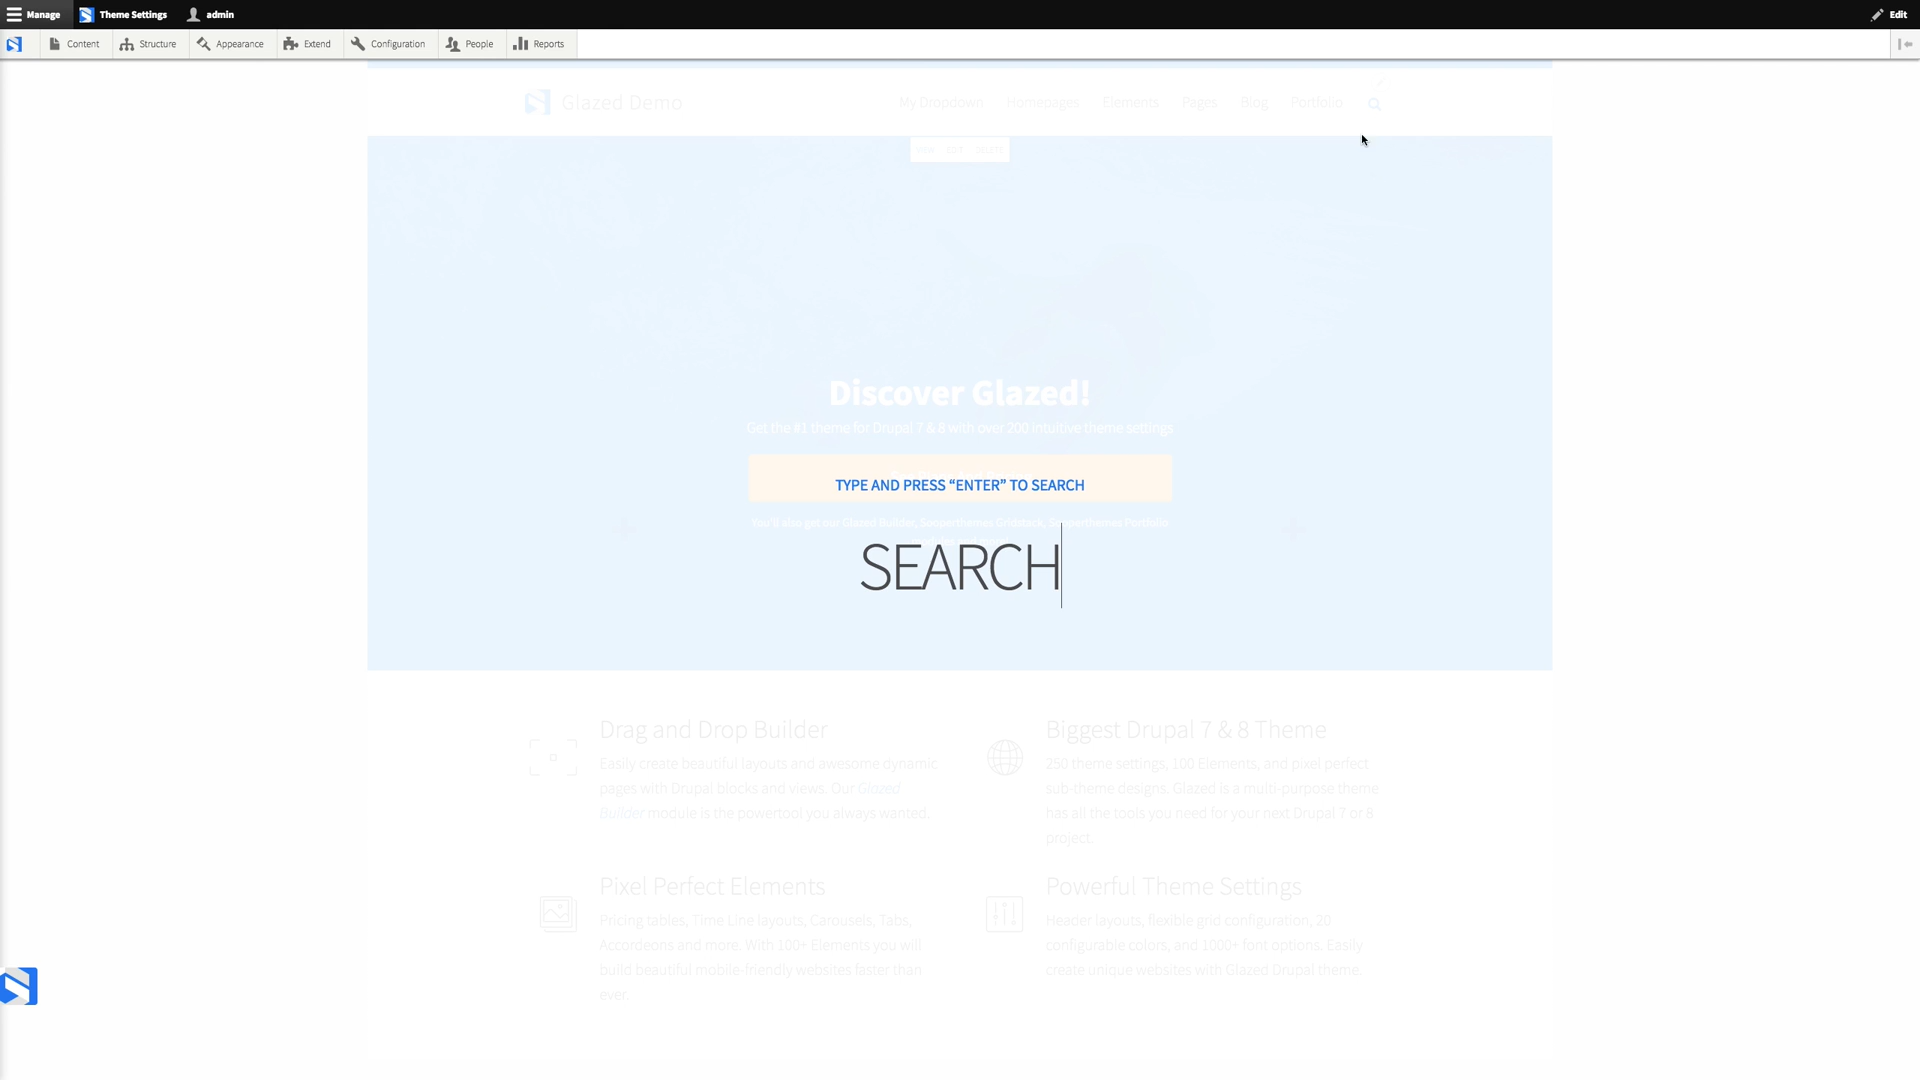 Manage Theme Settings admin Edit
Content Structure Appearance Extend Configuration People Reports
Glazed Demo My Dropdown Homepages Elements Pages Blog Portfolio
VIEW EDIT DELETE
Discover Glazed!
Get the #1 theme for Drupal 7 & 8 with over 200 intuitive theme settings
TYPE AND PRESS “ENTER” TO SEARCH
You'll also get our Glazed Builder, Sooperthemes Gridstack, Sooperthemes Portfolio
SEARCH
Drag and Drop Builder
Easily create beautiful layouts and awesome dynamic
pages with Drupal blocks and views. Our Glazed
Builder module is the powertool you always wanted.
Biggest Drupal 7 & 8 Theme
250 theme settings, 100 Elements, and pixel perfect
sub-theme designs. Glazed is a multi-purpose theme
has all the tools you need for your next Drupal 7 or 8
project.
Pixel Perfect Elements
Pricing tables, Time Line layouts, Carousels, Tabs,
Accordeons and more. With 100+ Elements you will
build beautiful mobile-friendly websites faster than
ever.
Powerful Theme Settings
Header layouts, flexible grid configuration, 20
configurable colors, and 1000+ font options. Easily
create unique websites with Glazed Drupal theme.